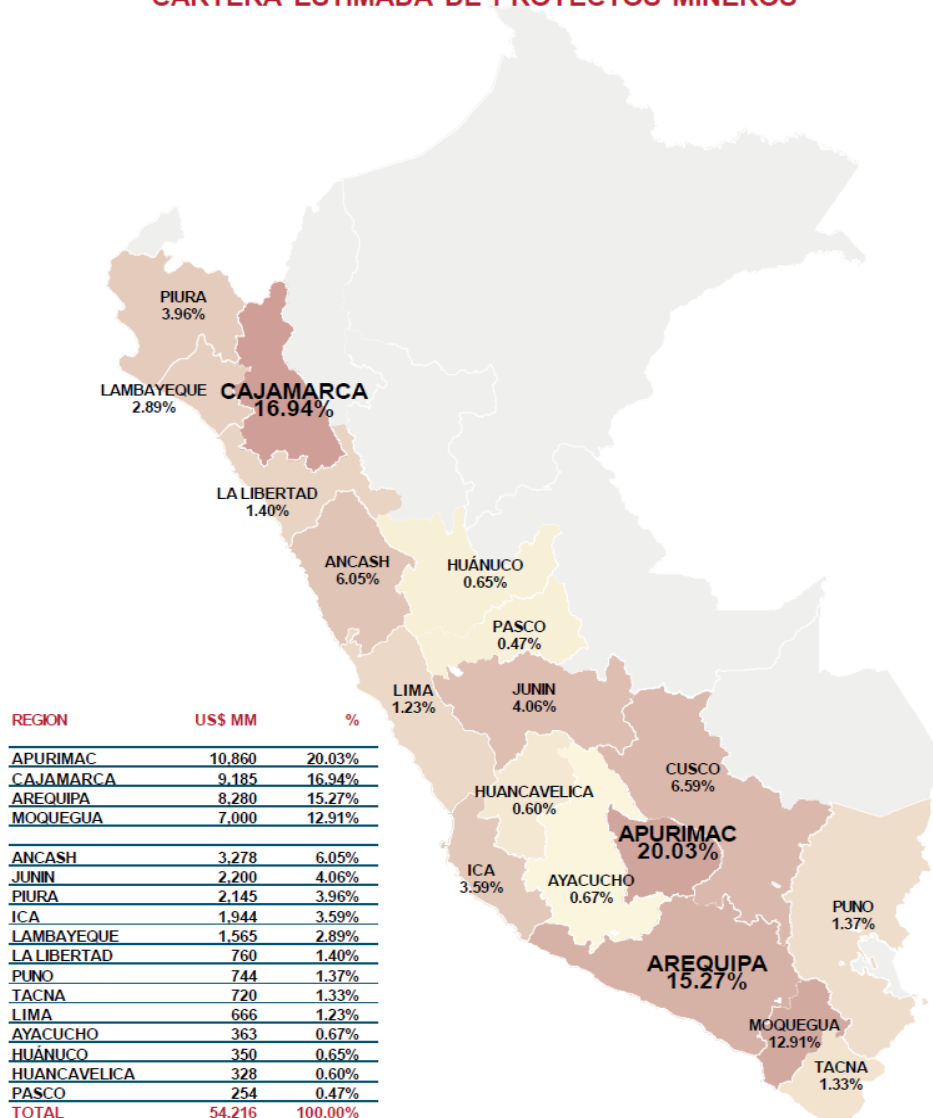 CARTERA ESTIMADA DE PROYECTOS MINEROS
PIURA
3.96%
LAMBAYEQUE
2.89%
CAJAMARCA
16.94%
LA LIBERTAD
1.40%
ANCASH
6.05%
HUÁNUCO
0.65%
PASCO
0.47%
LIMA
1.23%
JUNIN
4.06%
CUSCO
6.59%
HUANCAVELICA
0.60%
APURIMAC
20.03%
ICA
3.59%
AYACUCHO
0.67%
PUNO
1.37%
AREQUIPA
15.27%
MOQUEGUA
12.91%
TACNA
1.33%
REGION US$ MM %
APURIMAC 10,860 20.03%
CAJAMARCA 9,185 16.94%
AREQUIPA 8,280 15.27%
MOQUEGUA 7,000 12.91%
ANCASH 3,278 6.05%
JUNIN 2,200 4.06%
PIURA 2,145 3.96%
ICA 1,944 3.59%
LAMBAYEQUE 1,565 2.89%
LA LIBERTAD 760 1.40%
PUNO 744 1.37%
TACNA 720 1.33%
LIMA 666 1.23%
AYACUCHO 363 0.67%
HUÁNUCO 350 0.65%
HUANCAVELICA 328 0.60%
PASCO 254 0.47%
TOTAL 54,216 100.00%